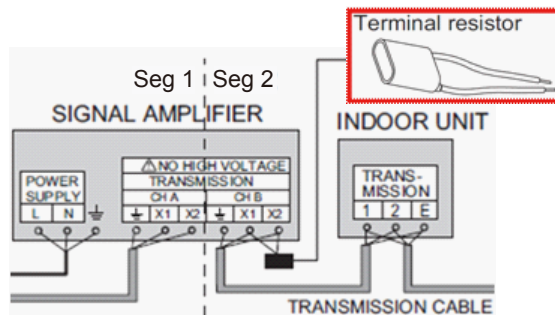 Terminal resistor
Seg 1 Seg 2
SIGNAL AMPLIFIER
INDOOR UNIT
⚠NO HIGH VOLTAGE
POWER SUPPLY
TRANSMISSION
CH A CH B
L N ⏚
⏚ X1 X2 ⏚ X1 X2
TRANS-
MISSION
1 2 E
TRANSMISSION CABLE